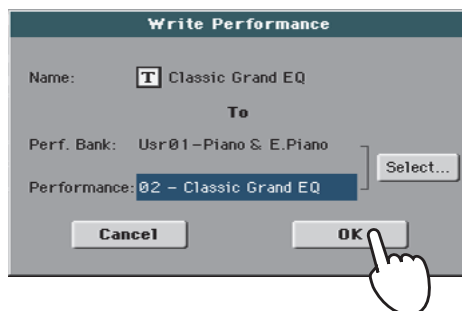 Write Performance
Name: T Classic Grand EQ
To
Perf. Bank: Usr01-Piano & E.Piano
Select...
Performance: 02 - Classic Grand EQ
Cancel OK